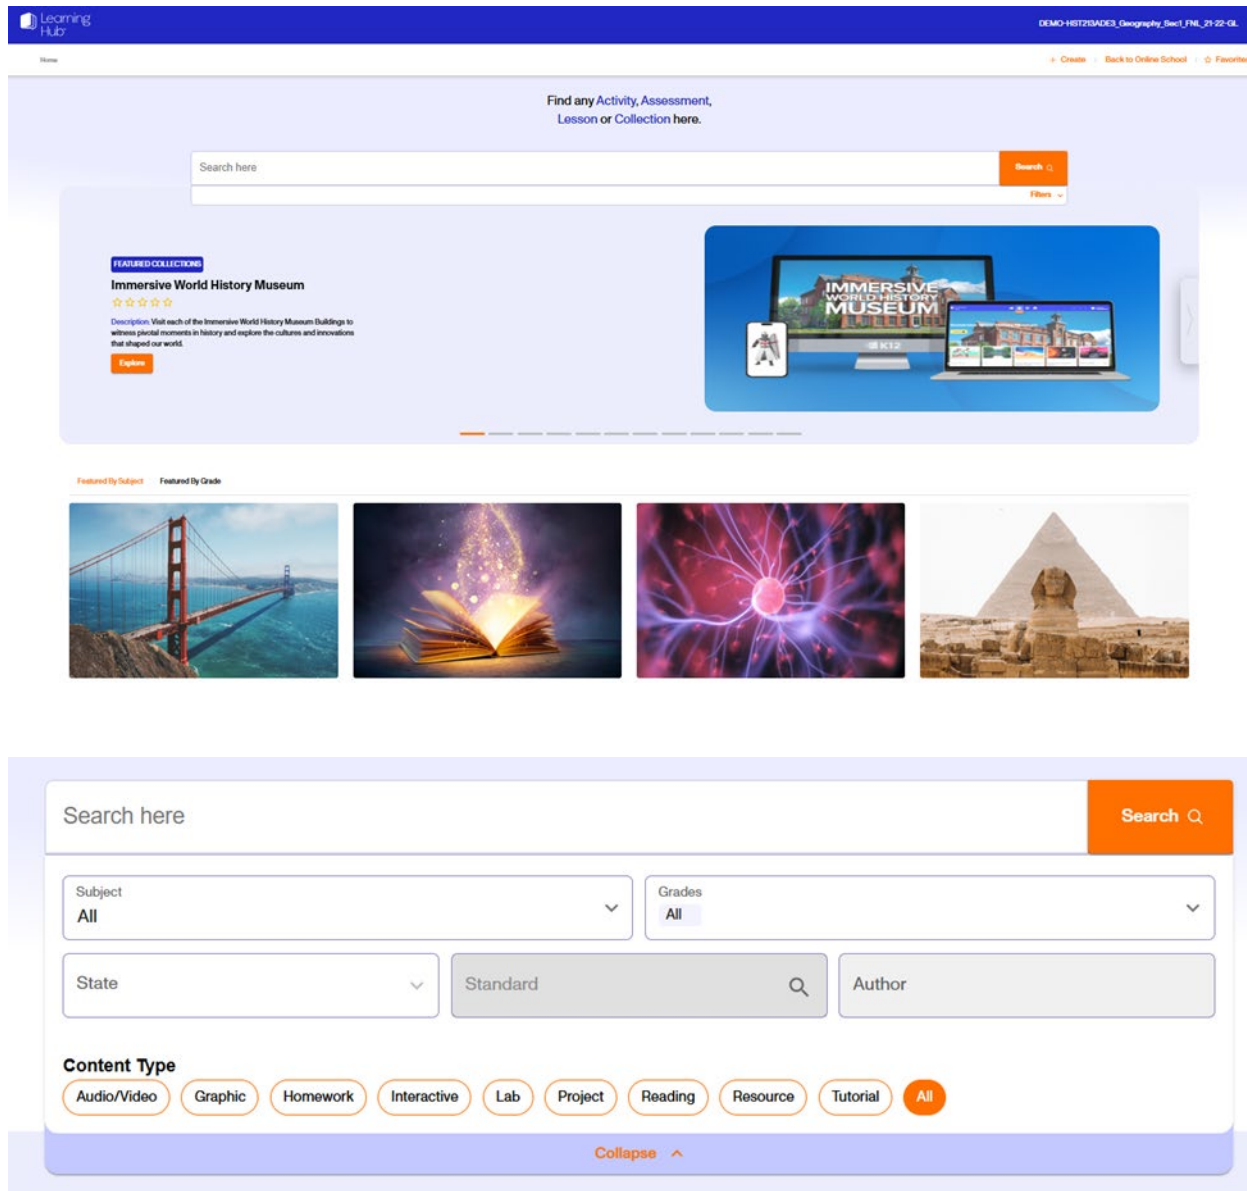 Learning
Hub
DEMO-HST213ADE3_Geography_Sec1_FNL_21-22-GL
Home
+ Create
Back to Online School
Favorites
Find any Activity, Assessment,
Lesson or Collection here.
Search here
Search
Filters
FEATURED COLLECTIONS
Immersive World History Museum
Description: Visit each of the Immersive World History Museum Buildings to
witness pivotal moments in history and explore the cultures and innovations
that shaped our world.
Explore
IMMERSIVE
WORLD HISTORY
MUSEUM
K12
Featured By Subject
Featured By Grade
Search here
Search
Subject
All
Grades
All
State
Standard
Author
Content Type
Audio/Video
Graphic
Homework
Interactive
Lab
Project
Reading
Resource
Tutorial
All
Collapse